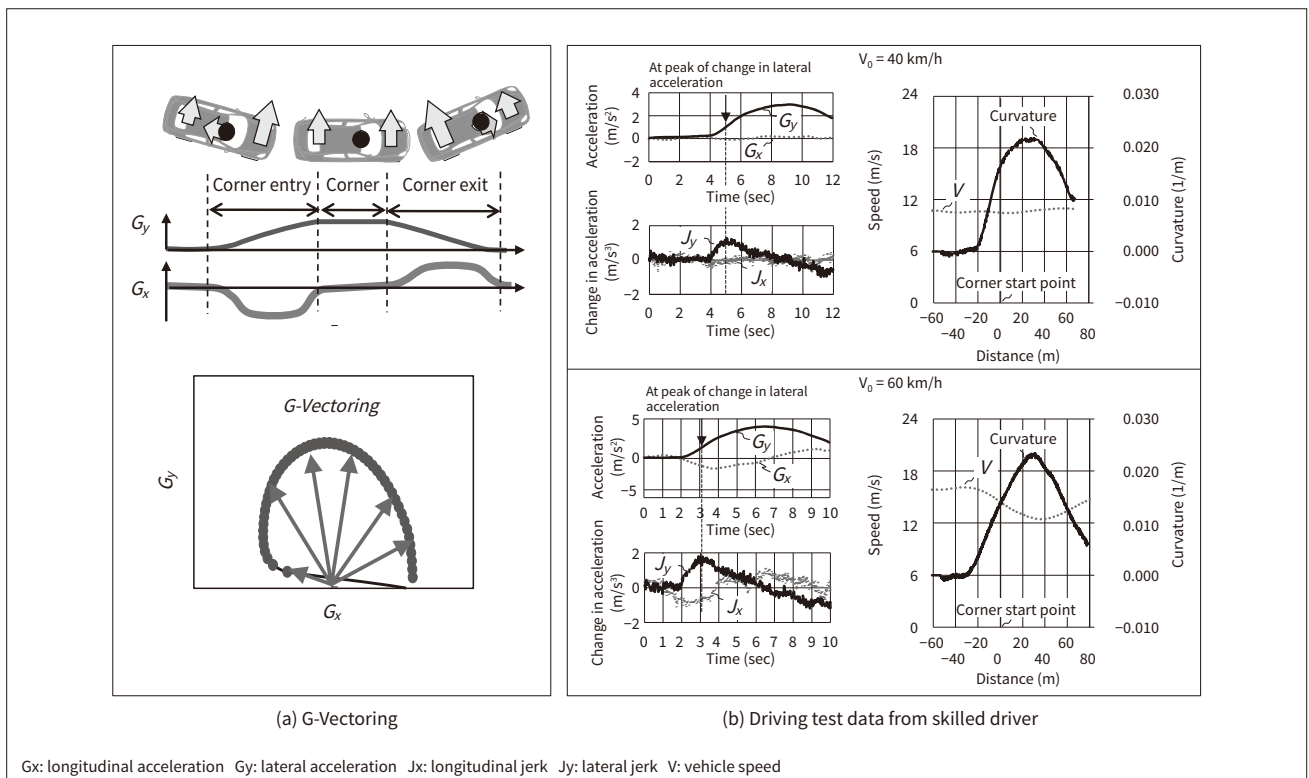 Corner entry Corner Corner exit
Gy
Gx
G-Vectoring
Gy
Gx
(a) G-Vectoring
V0 = 40 km/h
At peak of change in lateral
acceleration
Acceleration
(m/s²)
4
2
0
−2
Gy
Gx
0 2 4 6 8 10 12
Time (sec)
Change in acceleration
(m/s³)
2
0
−2
Jy
Jx
0 2 4 6 8 10 12
Time (sec)
Speed (m/s)
24
18
12
6
0
Curvature
V
Corner start point
0.030
0.020
0.010
0.000
−0.010
Curvature (1/m)
−60 −20 20 60
−40 0 40 80
Distance (m)
V0 = 60 km/h
At peak of change in lateral
acceleration
Acceleration
(m/s²)
5
0
−5
Gy
Gx
0 1 2 3 4 5 6 7 8 9 10
Time (sec)
Change in acceleration
(m/s³)
2
0
−2
Jy
Jx
0 1 2 3 4 5 6 7 8 9 10
Time (sec)
Speed (m/s)
24
18
12
6
0
Curvature
V
Corner start point
0.030
0.020
0.010
0.000
−0.010
Curvature (1/m)
−60 −20 20 60
−40 0 40 80
Distance (m)
(b) Driving test data from skilled driver
Gx: longitudinal acceleration Gy: lateral acceleration Jx: longitudinal jerk Jy: lateral jerk V: vehicle speed